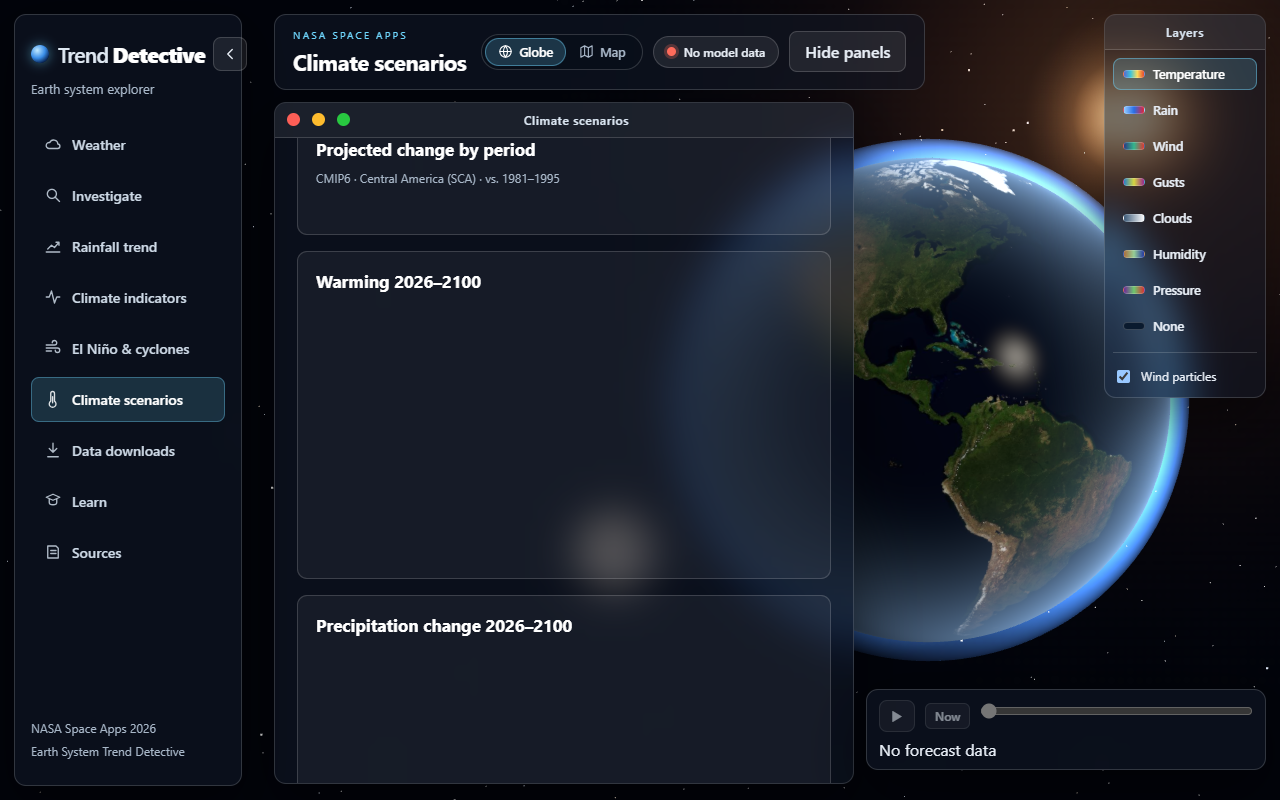 Trend Detective
Earth system explorer
Weather
Investigate
Rainfall trend
Climate indicators
El Niño & cyclones
Climate scenarios
Data downloads
Learn
Sources
NASA Space Apps 2026
Earth System Trend Detective
NASA SPACE APPS
Climate scenarios
Globe
Map
No model data
Hide panels
Climate scenarios
Projected change by period
CMIP6 · Central America (SCA) · vs. 1981–1995
Warming 2026–2100
Precipitation change 2026–2100
Layers
Temperature
Rain
Wind
Gusts
Clouds
Humidity
Pressure
None
Wind particles
Now
No forecast data